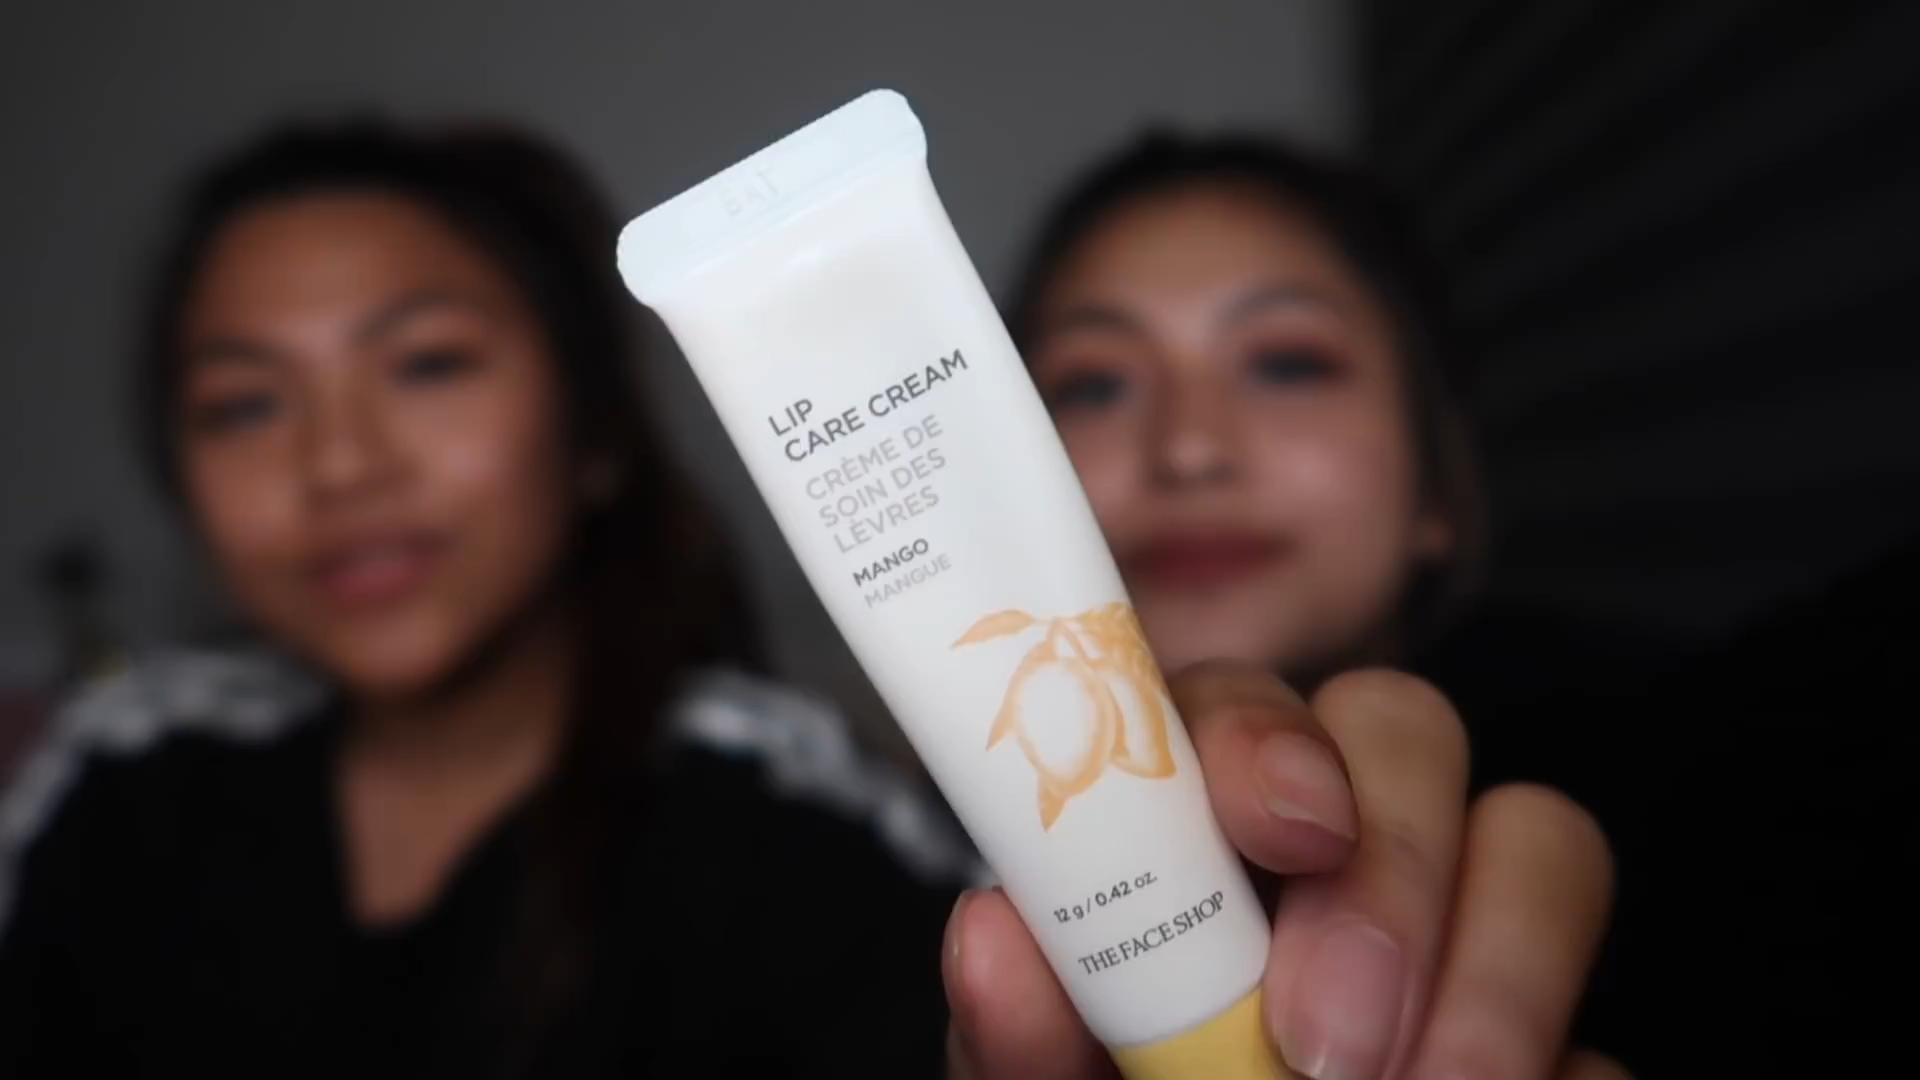 LIP
CARE CREAM
CRÈME DE
SOIN DES
LÈVRES
MANGO
MANGUE
12 g / 0.42 oz.
THE FACE SHOP